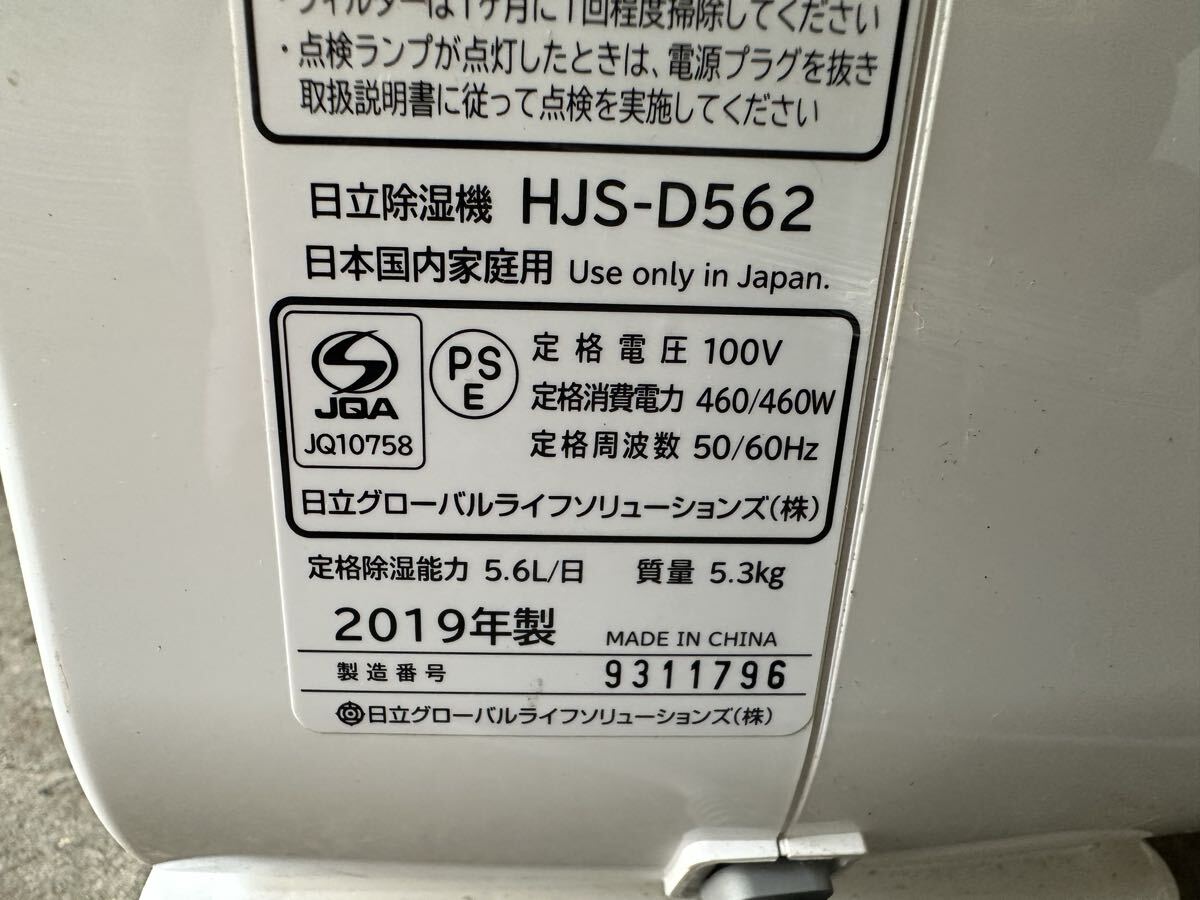 ・フィルターは1ヶ月に1回程度掃除してください
・点検ランプが点灯したときは、電源プラグを抜き
取扱説明書に従って点検を実施してください
日立除湿機 HJS-D562
日本国内家庭用 Use only in Japan.
JQA
JQ10758
PS
E
定格電圧 100V
定格消費電力 460/460W
定格周波数 50/60Hz
日立グローバルライフソリューションズ(株)
定格除湿能力 5.6L/日 質量 5.3kg
2019年製 MADE IN CHINA
製造番号 9311796
日立グローバルライフソリューションズ(株)